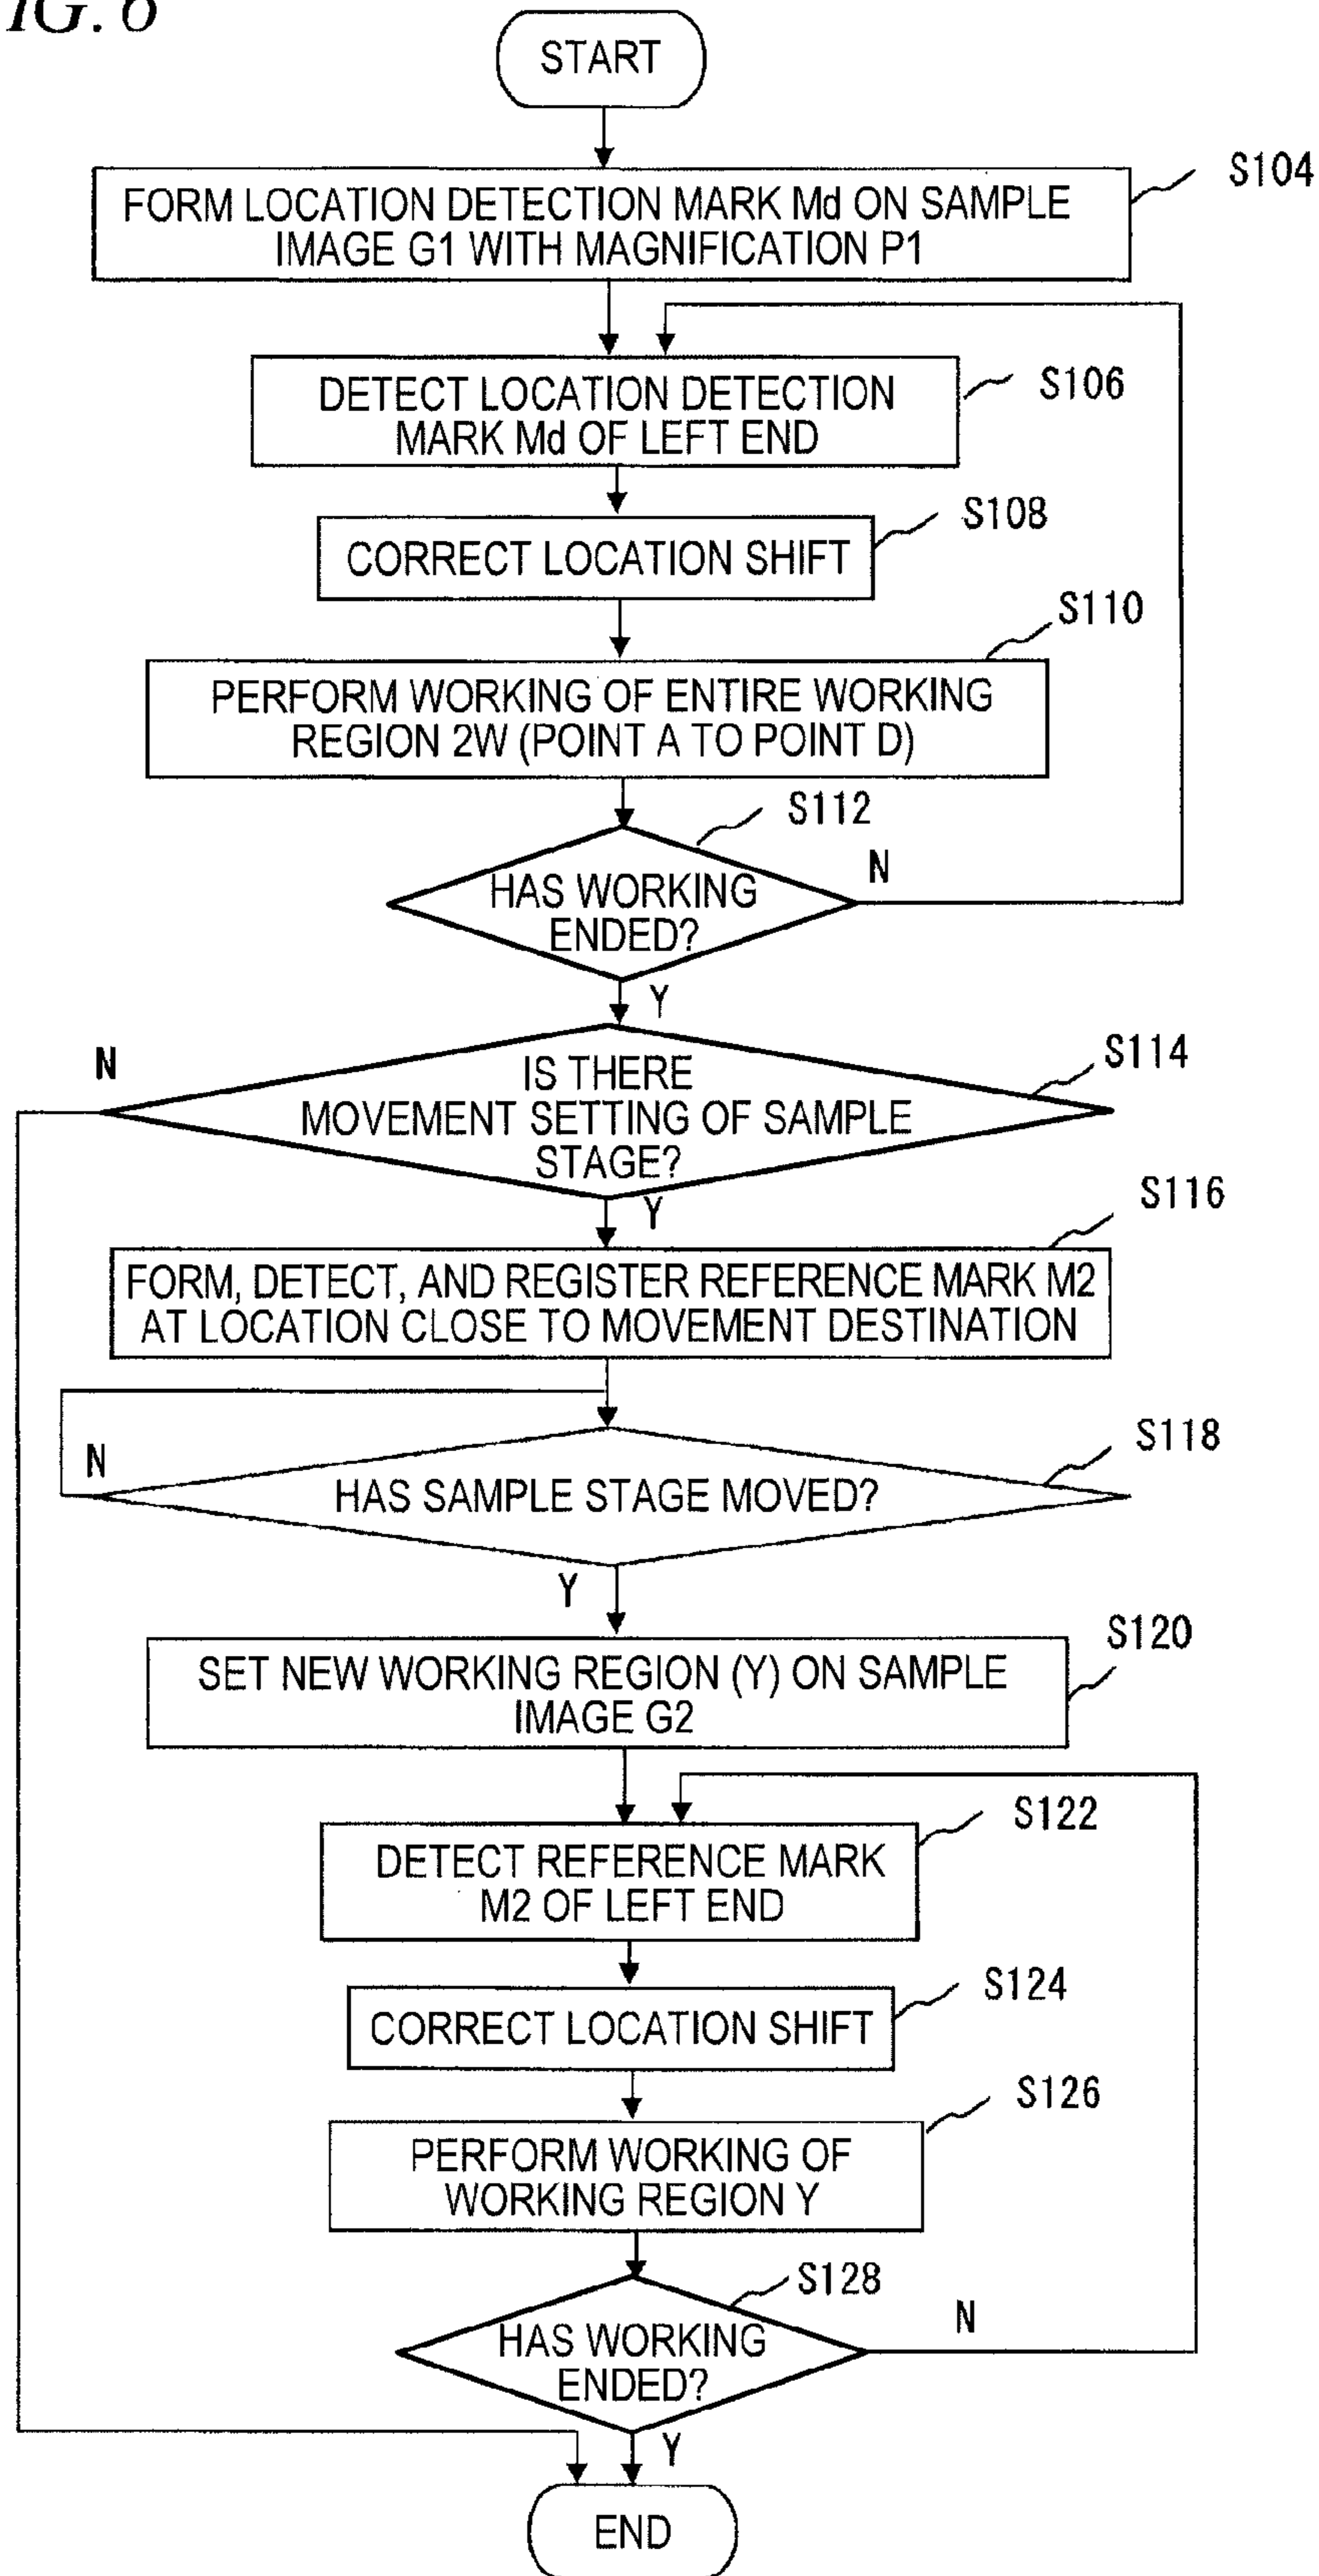 IG. 6
START
S104
FORM LOCATION DETECTION MARK Md ON SAMPLE
IMAGE G1 WITH MAGNIFICATION P1
S106
DETECT LOCATION DETECTION
MARK Md OF LEFT END
S108
CORRECT LOCATION SHIFT
S110
PERFORM WORKING OF ENTIRE WORKING
REGION 2W (POINT A TO POINT D)
S112
N
HAS WORKING
ENDED?
Y
N
S114
IS THERE
MOVEMENT SETTING OF SAMPLE
STAGE?
Y
S116
FORM, DETECT, AND REGISTER REFERENCE MARK M2
AT LOCATION CLOSE TO MOVEMENT DESTINATION
S118
N
HAS SAMPLE STAGE MOVED?
Y
S120
SET NEW WORKING REGION (Y) ON SAMPLE
IMAGE G2
S122
DETECT REFERENCE MARK
M2 OF LEFT END
S124
CORRECT LOCATION SHIFT
S126
PERFORM WORKING OF
WORKING REGION Y
S128
N
HAS WORKING
ENDED?
Y
END